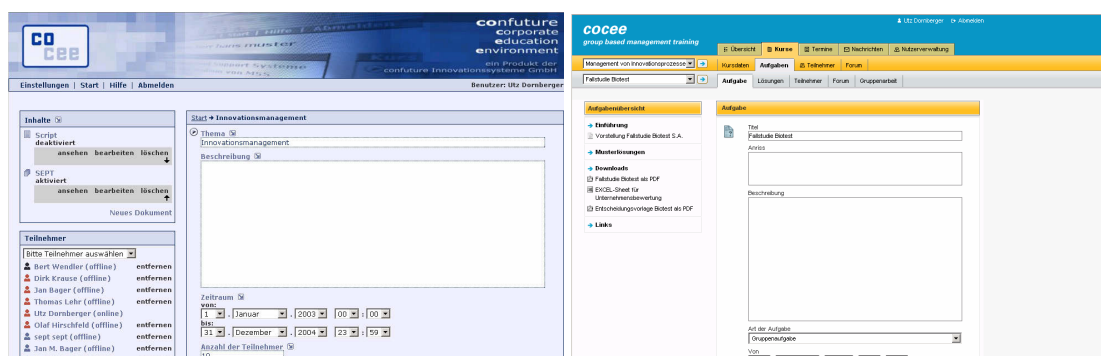 co
cee
confuture
corporate
education
environment
ein Produkt der
confuture Innovationssysteme GmbH
Einstellungen | Start | Hilfe | Abmelden
Benutzer: Utz Dornberger
Inhalte
Script
deaktiviert
ansehen bearbeiten löschen
SEPT
aktiviert
ansehen bearbeiten löschen
Neues Dokument
Teilnehmer
Bitte Teilnehmer auswählen
Bert Wendler (offline) entfernen
Dirk Krause (offline) entfernen
Jan Bager (offline) entfernen
Thomas Lehr (offline) entfernen
Utz Dornberger (online)
Olaf Hirschfeld (offline) entfernen
sept sept (offline) entfernen
Jan M. Bager (offline) entfernen
Start → Innovationsmanagement
Thema
Innovationsmanagement
Beschreibung
Zeitraum
von:
1 . Januar . 2003 00 : 00
bis:
31 . Dezember . 2004 23 : 59
Anzahl der Teilnehmer
cocee
group based management training
Utz Dornberger Abmelden
Übersicht Kurse Termine Nachrichten Nutzerverwaltung
Management von Innovationsprozesse
Kursdaten Aufgaben Teilnehmer Forum
Fallstudie Biotest
Aufgabe Lösungen Teilnehmer Forum Gruppenarbeit
Aufgabenübersicht
→ Einführung
Vorstellung Fallstudie Biotest S.A.
→ Musterlösungen
→ Downloads
Fallstudie Biotest als PDF
EXCEL-Sheet für
Unternehmensbewertung
Entscheidungsvorlage Biotest als PDF
→ Links
Aufgabe
Titel
Fallstudie Biotest
Anriss
Beschreibung
Art der Aufgabe
Gruppenaufgabe
Von